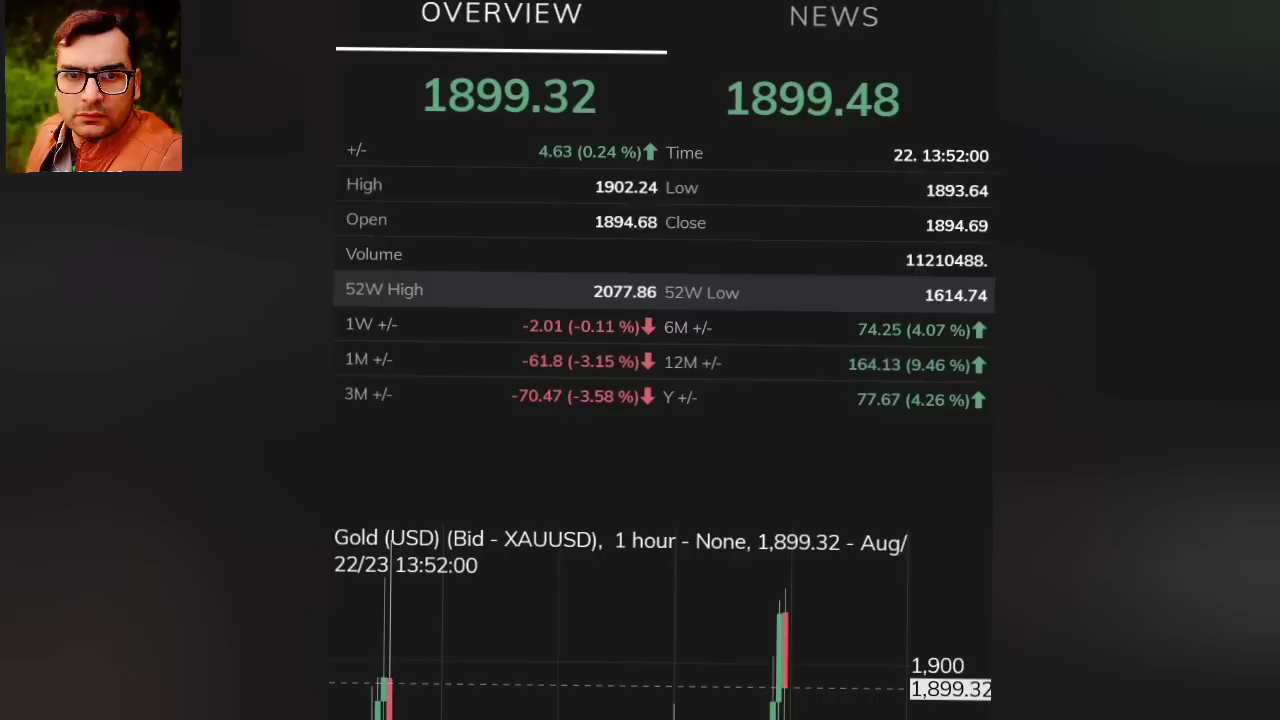 OVERVIEW NEWS
1899.32 1899.48
+/- 4.63 (0.24 %) Time 22. 13:52:00
High 1902.24 Low 1893.64
Open 1894.68 Close 1894.69
Volume 11210488.
52W High 2077.86 52W Low 1614.74
1W +/- -2.01 (-0.11 %) 6M +/- 74.25 (4.07 %)
1M +/- -61.8 (-3.15 %) 12M +/- 164.13 (9.46 %)
3M +/- -70.47 (-3.58 %) Y +/- 77.67 (4.26 %)
Gold (USD) (Bid - XAUUSD), 1 hour - None, 1,899.32 - Aug/
22/23 13:52:00
1,900
1,899.32